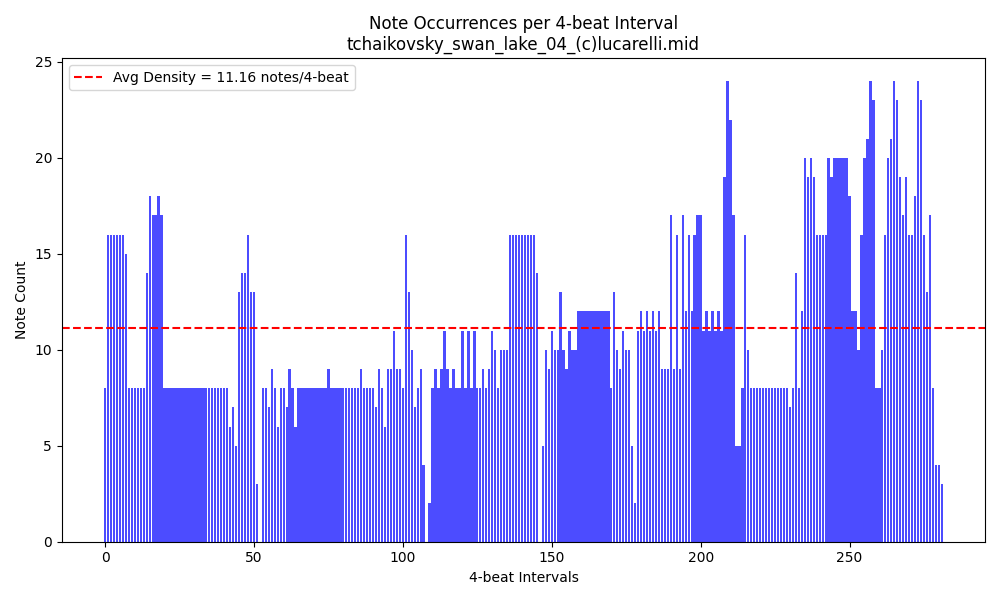 Note Occurrences per 4-beat Interval
tchaikovsky_swan_lake_04_(c)lucarelli.mid
Avg Density = 11.16 notes/4-beat
Note Count
25
20
15
10
5
0
0 50 100 150 200 250
4-beat Intervals